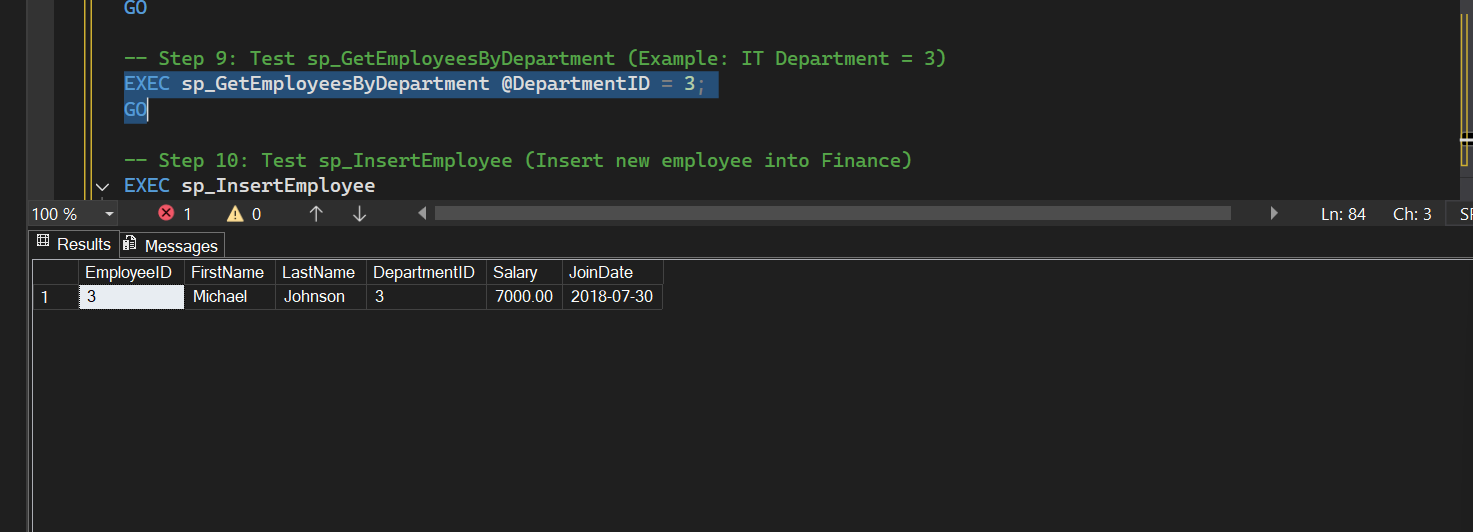 GO
-- Step 9: Test sp_GetEmployeesByDepartment (Example: IT Department = 3)
EXEC sp_GetEmployeesByDepartment @DepartmentID = 3;
GO
-- Step 10: Test sp_InsertEmployee (Insert new employee into Finance)
EXEC sp_InsertEmployee
100 % 1 0 Ln: 84 Ch: 3
Results Messages
EmployeeID FirstName LastName DepartmentID Salary JoinDate
1 3 Michael Johnson 3 7000.00 2018-07-30